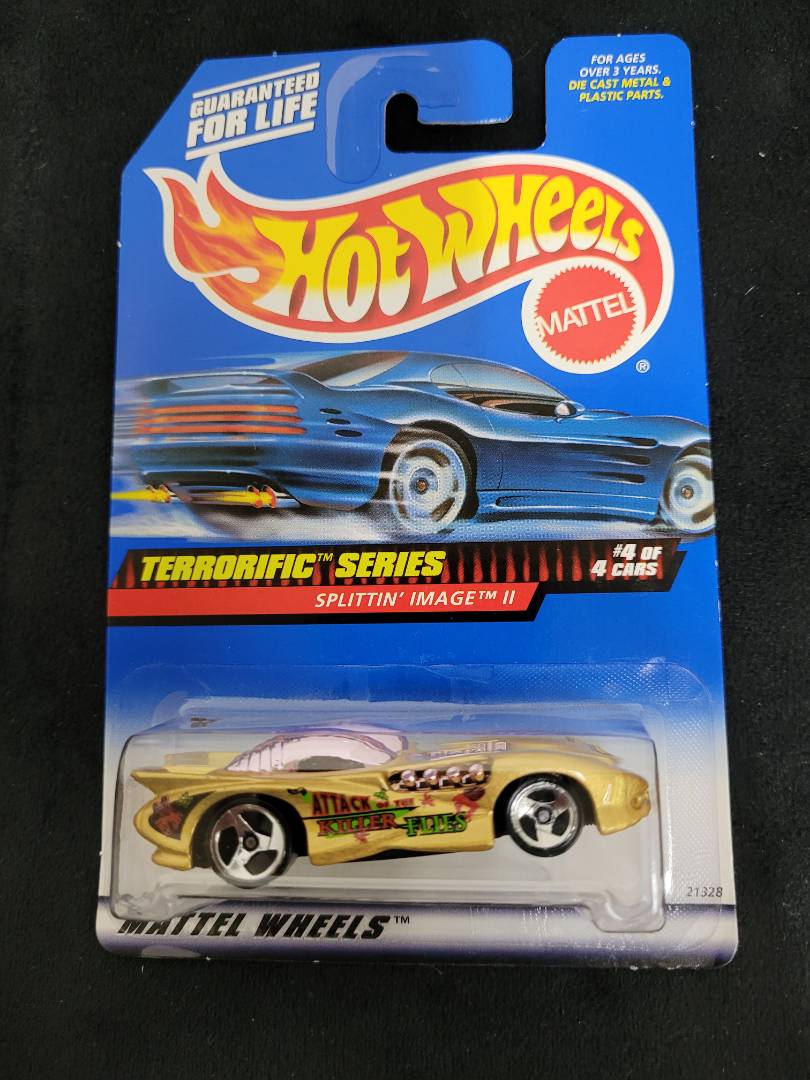 GUARANTEED
FOR LIFE
FOR AGES
OVER 3 YEARS.
DIE CAST METAL &
PLASTIC PARTS.
HOT WHEELS
MATTEL
®
TERRORIFIC™ SERIES
#4 OF
4 CARS
SPLITTIN' IMAGE™ II
ATTACK OF THE
KILLER FLIES
21328
MATTEL WHEELS™